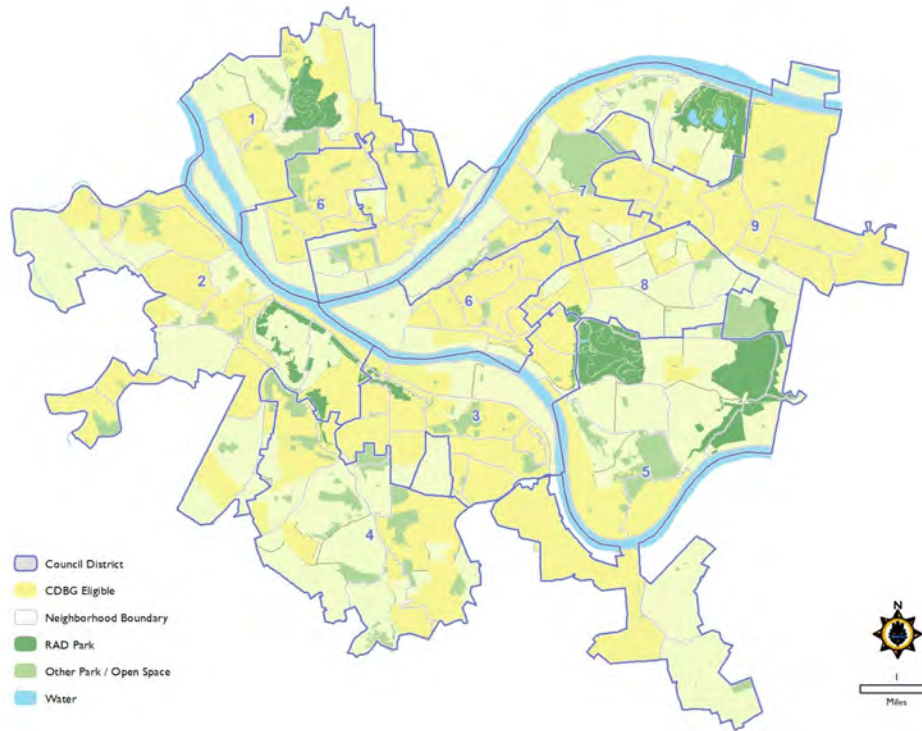 1
6
7
9
2
6
8
3
5
4
Council District
CDBG Eligible
Neighborhood Boundary
RAD Park
Other Park / Open Space
Water
N
1
Miles